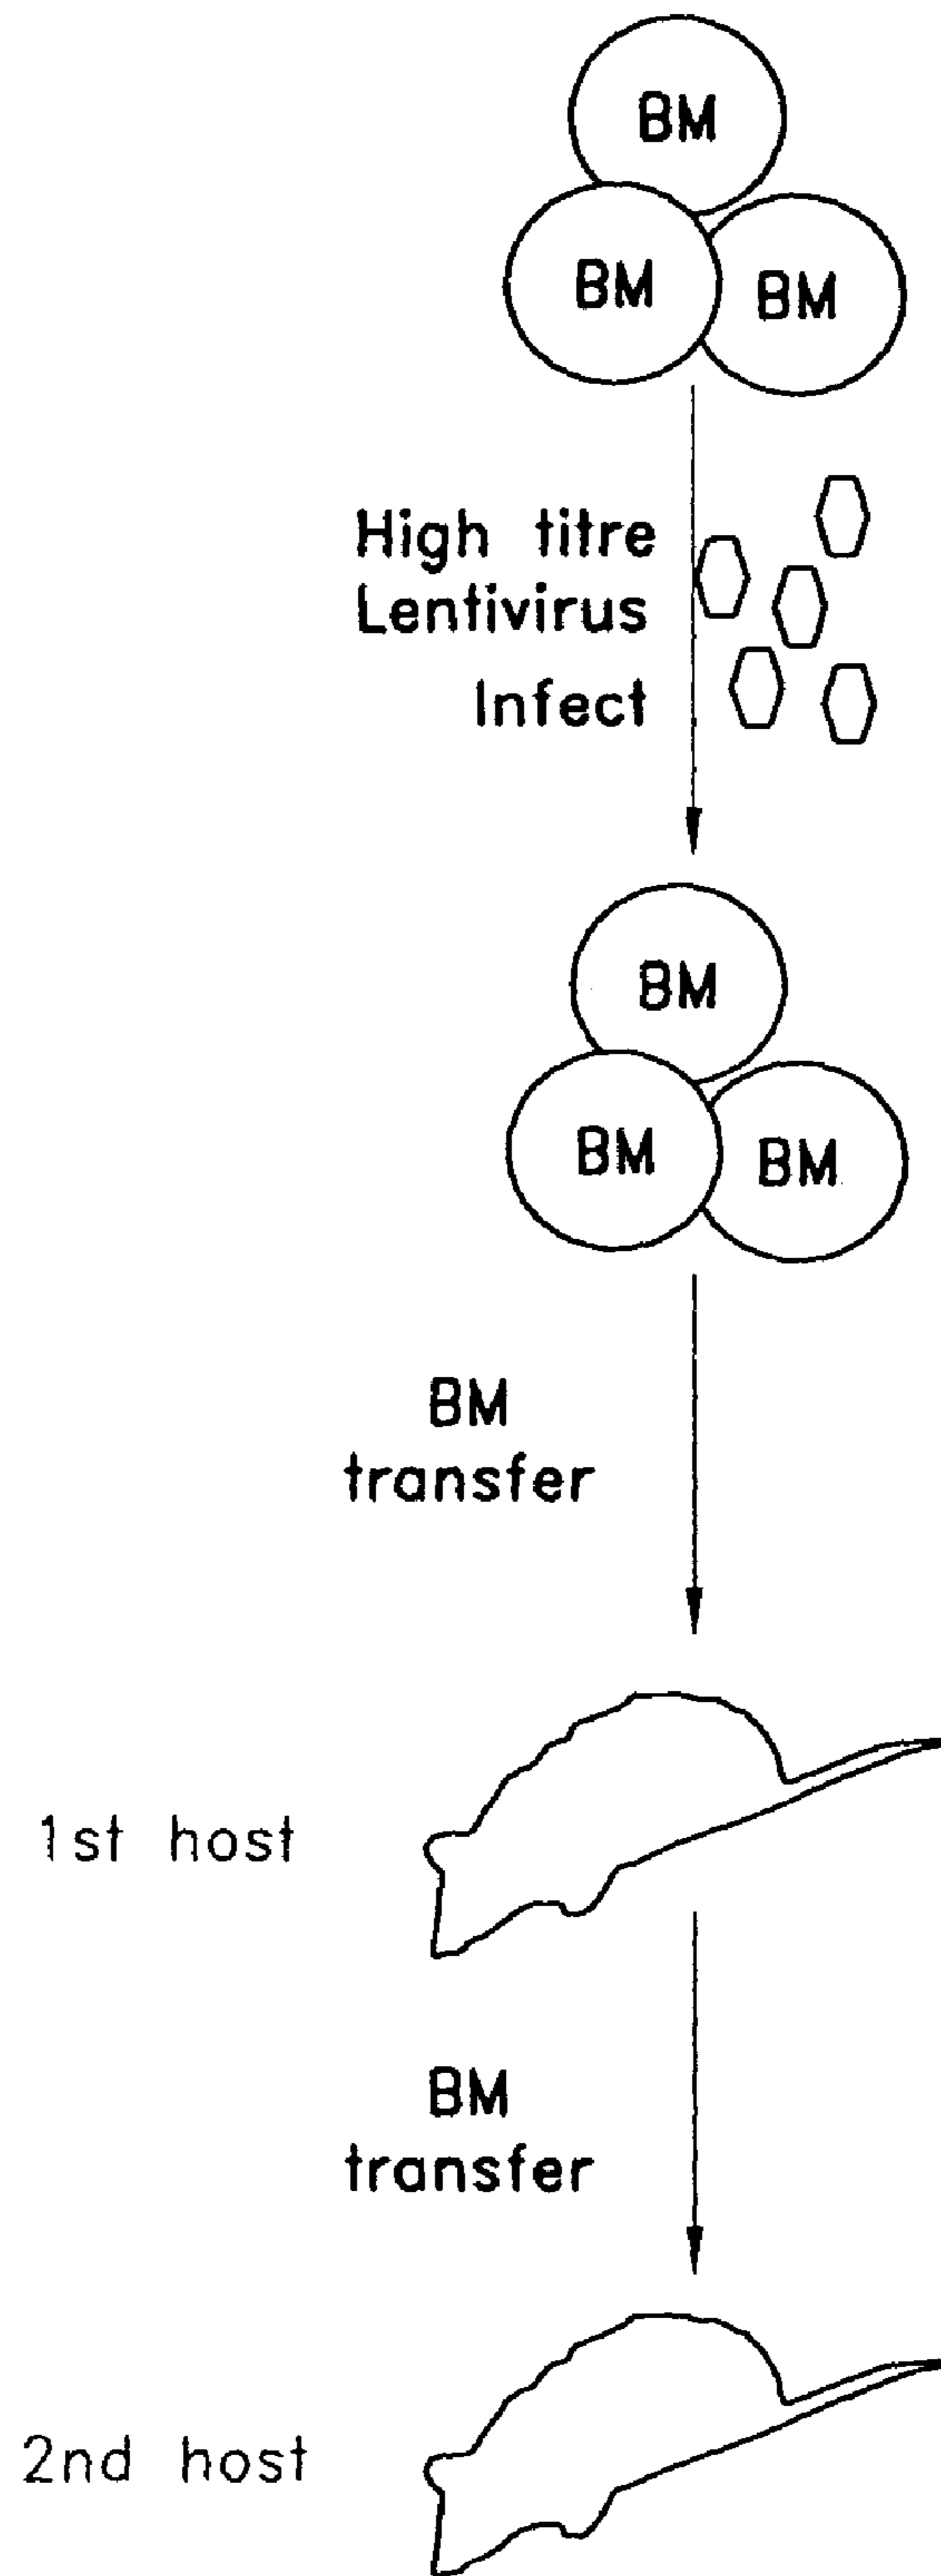 BM
BM
BM
High titre
Lentivirus
Infect
BM
BM
BM
BM
transfer
1st host
BM
transfer
2nd host